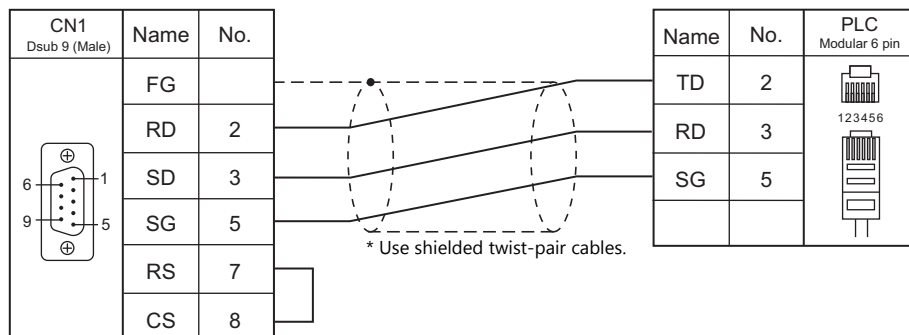 CN1
Dsub 9 (Male)
Name No.
FG
RD 2
SD 3
SG 5
RS 7
CS 8
6
1
9
5
* Use shielded twist-pair cables.
Name No.
TD 2
RD 3
SG 5
PLC
Modular 6 pin
123456